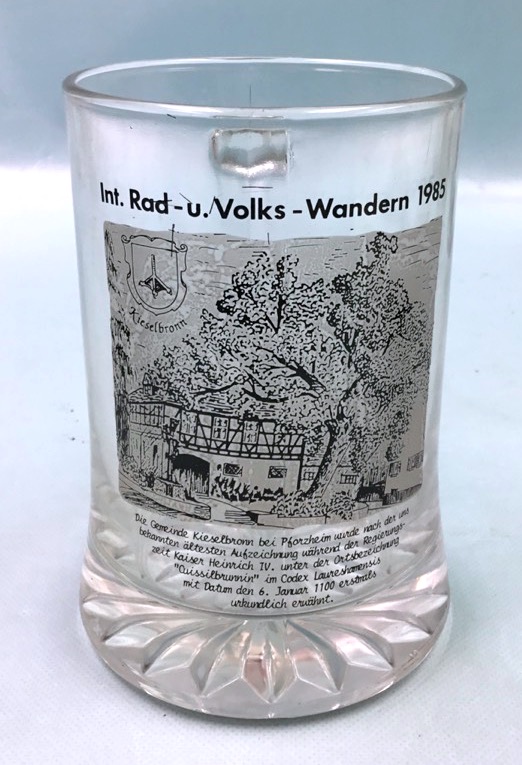 Int. Rad-u. Volks-Wandern 1985
Kieselbronn
Die Gemeinde Kieselbronn bei Pforzheim wurde nach der uns
bekannten ältesten Aufzeichnung während der Regierungs-
zeit Kaiser Heinrich IV. unter der Ortsbezeichnung
"Cuissilbrunnin" im Codex Laureshamensis
mit Datum den 6. Januar 1100 erstmals
urkundlich erwähnt.